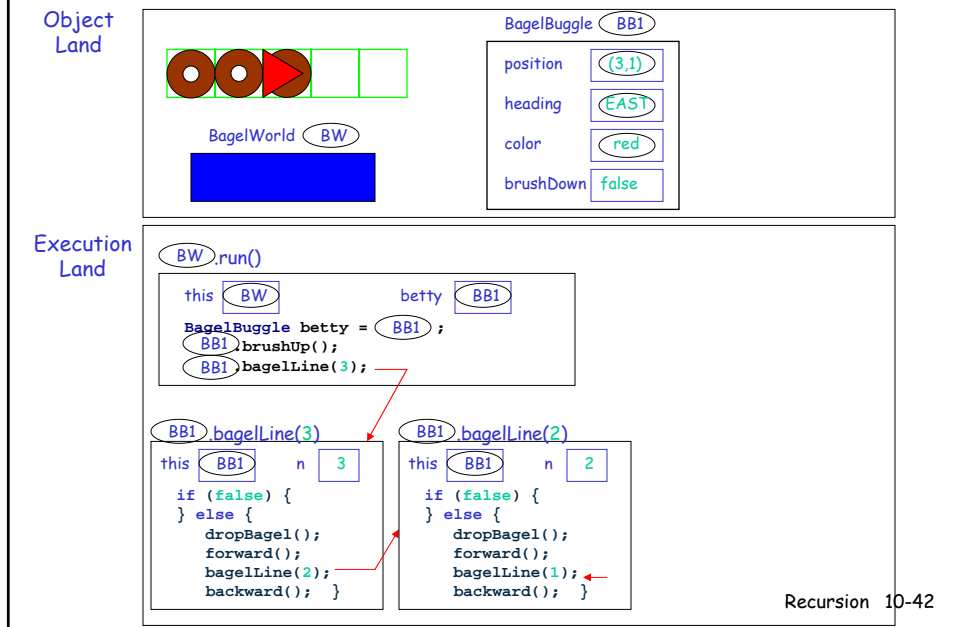 Object
Land
BagelBuggle BB1
position (3,1)
heading EAST
color red
brushDown false
BagelWorld BW
Execution
Land
BW.run()
this BW betty BB1
BagelBuggle betty = BB1 ;
BB1.brushUp();
BB1.bagelLine(3);
BB1.bagelLine(3)
this BB1 n 3
if (false) {
} else {
dropBagel();
forward();
bagelLine(2);
backward(); }
BB1.bagelLine(2)
this BB1 n 2
if (false) {
} else {
dropBagel();
forward();
bagelLine(1);
backward(); }
Recursion 10-42